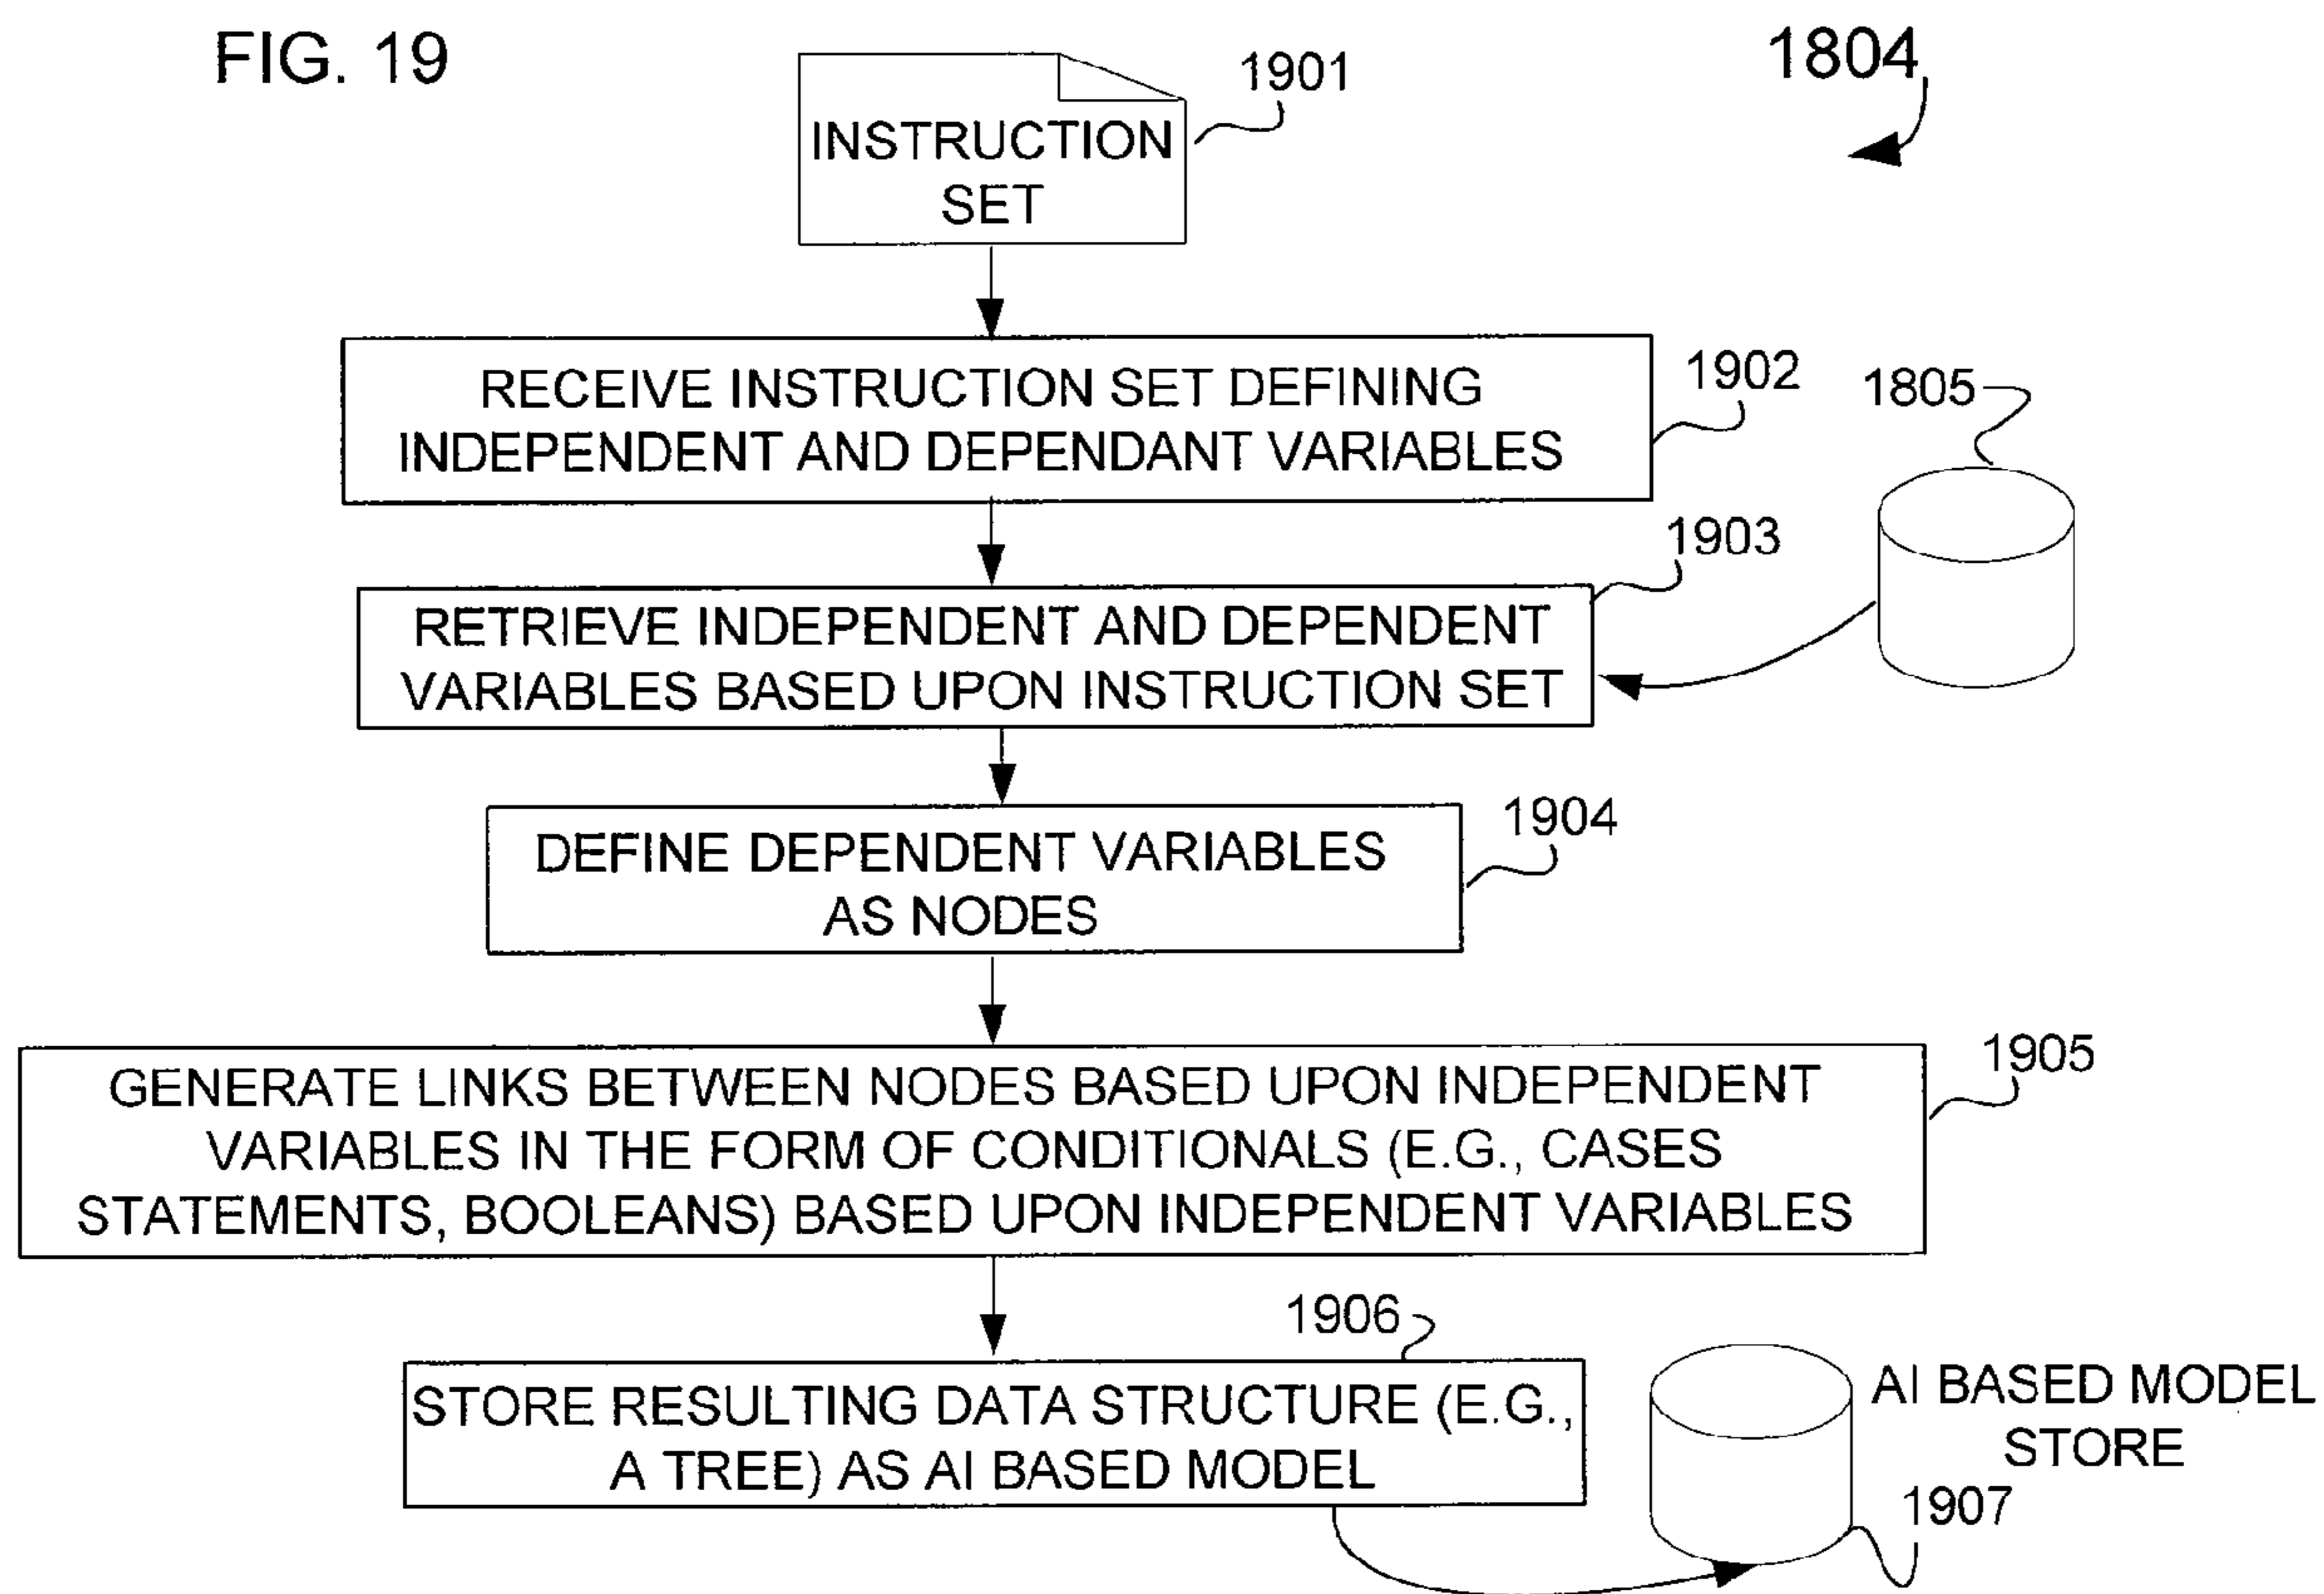 FIG. 19
1804
1901
INSTRUCTION
SET
RECEIVE INSTRUCTION SET DEFINING
INDEPENDENT AND DEPENDANT VARIABLES
1902
1805
1903
RETRIEVE INDEPENDENT AND DEPENDENT
VARIABLES BASED UPON INSTRUCTION SET
1904
DEFINE DEPENDENT VARIABLES
AS NODES
1905
GENERATE LINKS BETWEEN NODES BASED UPON INDEPENDENT
VARIABLES IN THE FORM OF CONDITIONALS (E.G., CASES
STATEMENTS, BOOLEANS) BASED UPON INDEPENDENT VARIABLES
1906
STORE RESULTING DATA STRUCTURE (E.G.,
A TREE) AS AI BASED MODEL
AI BASED MODEL
STORE
1907